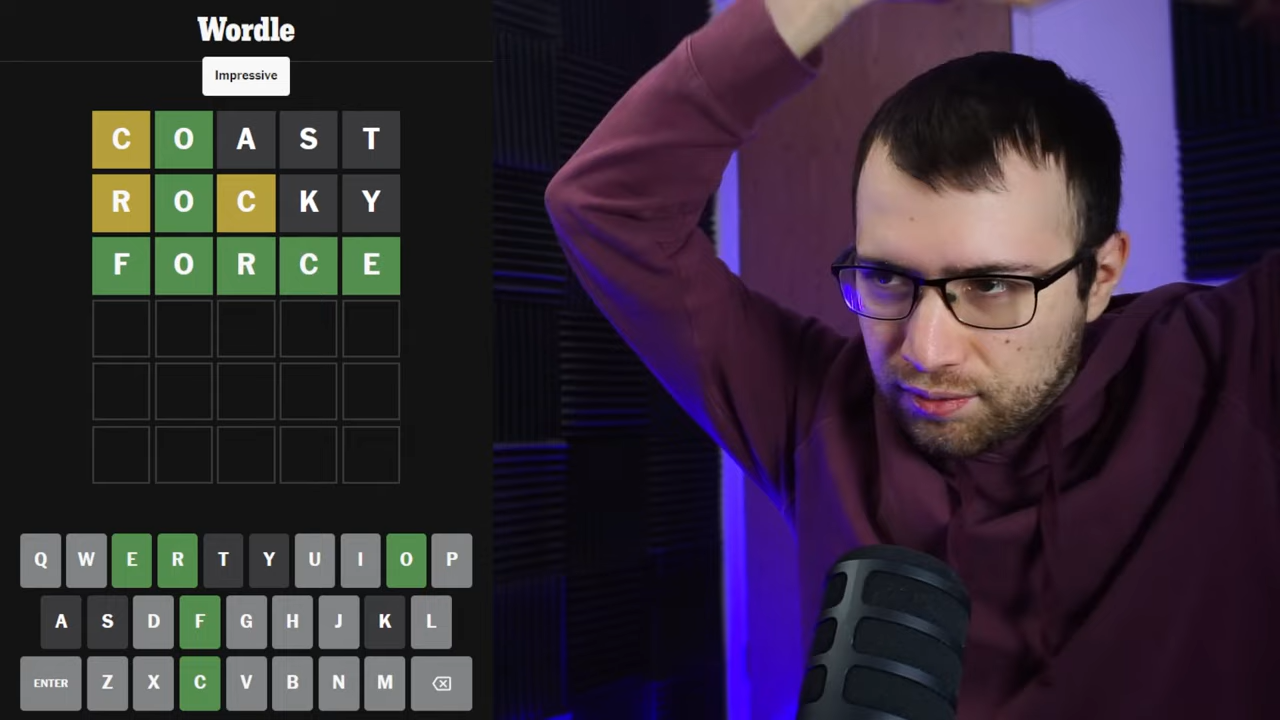 Wordle
Impressive
C O A S T
R O C K Y
F O R C E
Q W E R T Y U I O P
A S D F G H J K L
ENTER Z X C V B N M